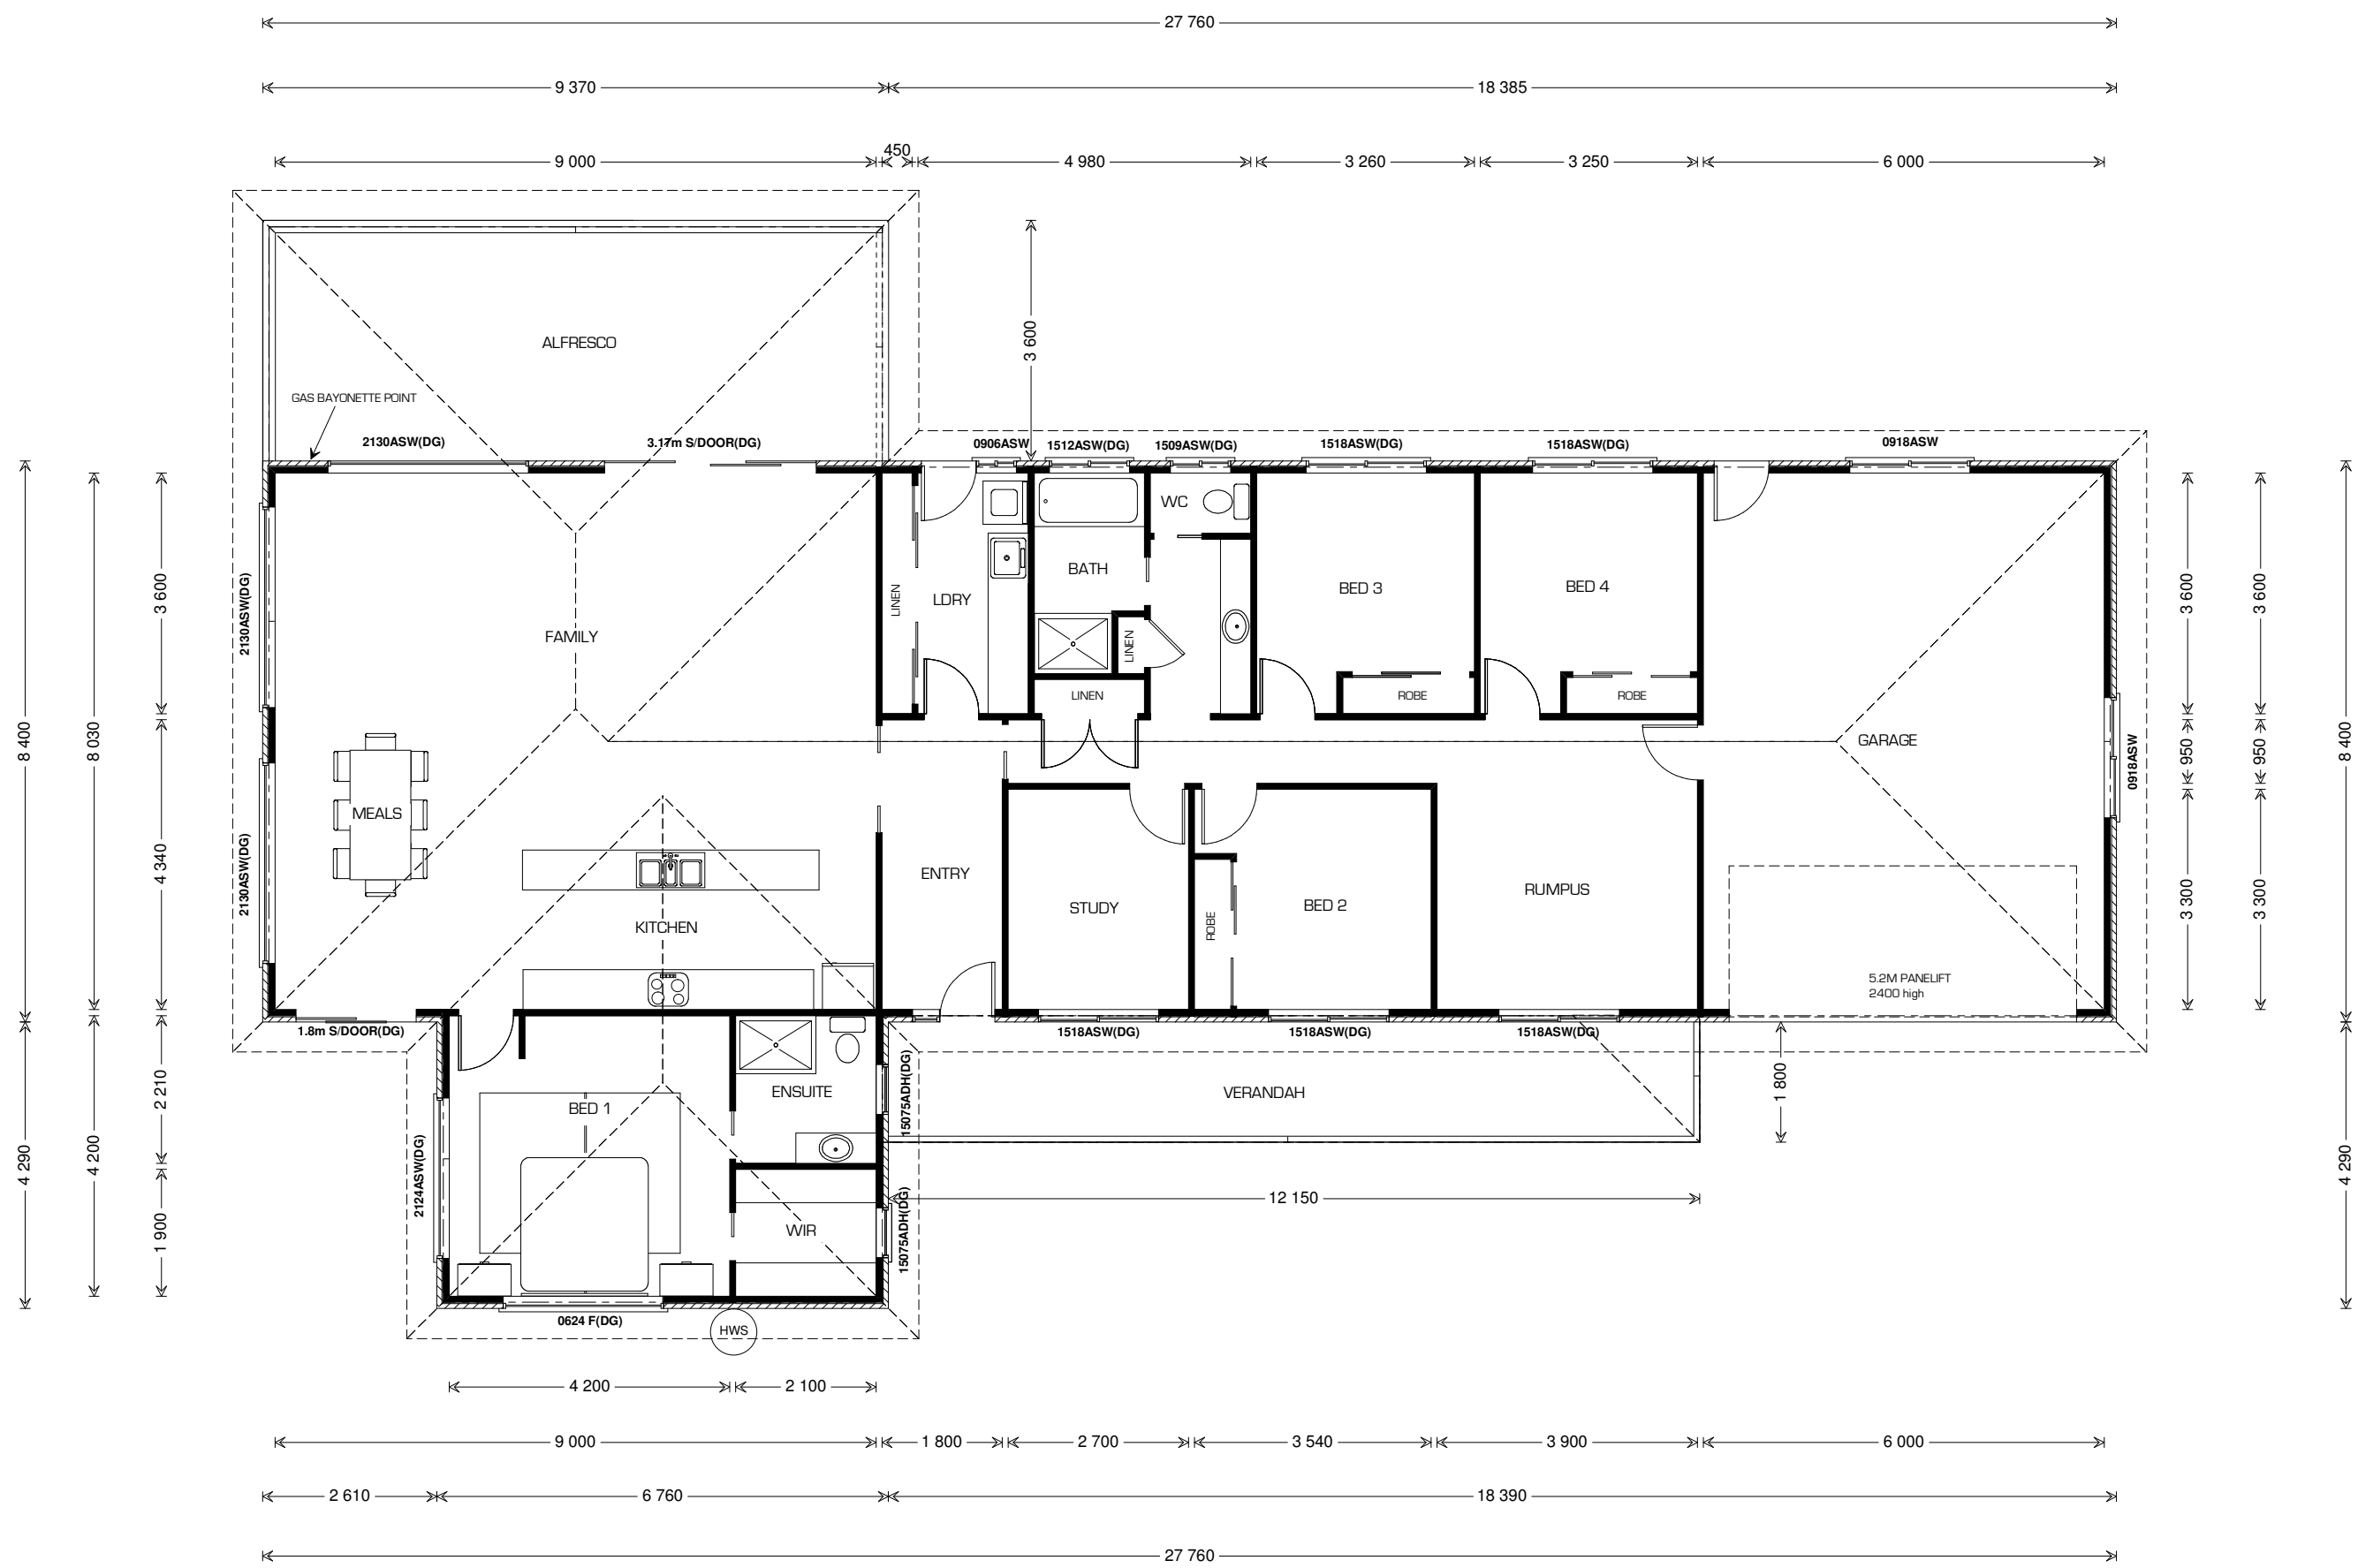 27 760
9 370
18 385
450
9 000
4 980
3 260
3 250
6 000
ALFRESCO
3 600
GAS BAYONETTE POINT
2130ASW(DG)
3.17m S/DOOR(DG)
0906ASW
1512ASW(DG)
1509ASW(DG)
1518ASW(DG)
1518ASW(DG)
0918ASW
WC
BATH
BED 3
BED 4
LINEN
LDRY
3 600
2130ASW(DG)
FAMILY
LINEN
LINEN
ROBE
ROBE
3 600
3 600
8 400
8 030
GARAGE
950
950
8 400
0918ASW
MEALS
4 340
2130ASW(DG)
ENTRY
KITCHEN
STUDY
ROBE
BED 2
RUMPUS
3 300
3 300
5.2M PANELIFT
2400 high
1.8m S/DOOR(DG)
1518ASW(DG)
1518ASW(DG)
1518ASW(DG)
2 210
BED 1
ENSUITE
15075ADH(DG)
VERANDAH
1 800
4 290
4 200
2124ASW(DG)
4 290
12 150
1 900
WIR
15075ADH(DG)
0624 F(DG)
HWS
4 200
2 100
9 000
1 800
2 700
3 540
3 900
6 000
2 610
6 760
18 390
27 760